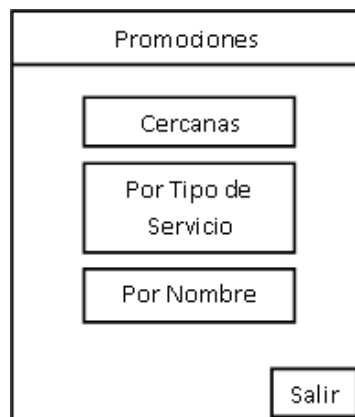 Promociones
Cercanas
Por Tipo de
Servicio
Por Nombre
Salir